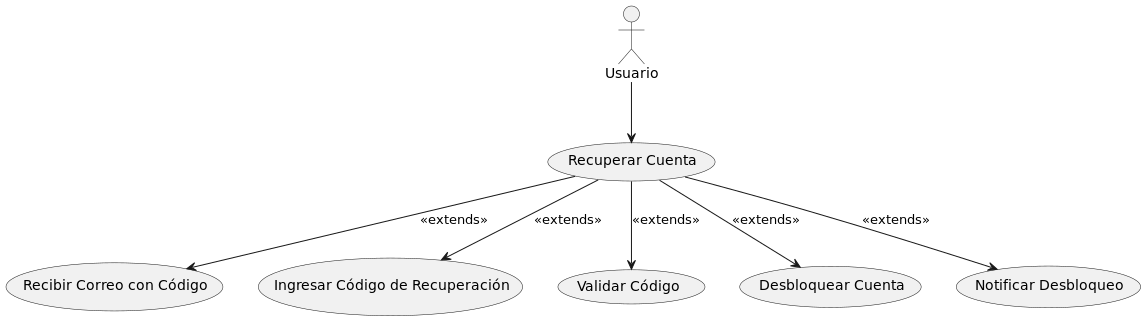 Usuario
Recuperar Cuenta
«extends»
«extends»
«extends»
«extends»
«extends»
Recibir Correo con Código
Ingresar Código de Recuperación
Validar Código
Desbloquear Cuenta
Notificar Desbloqueo